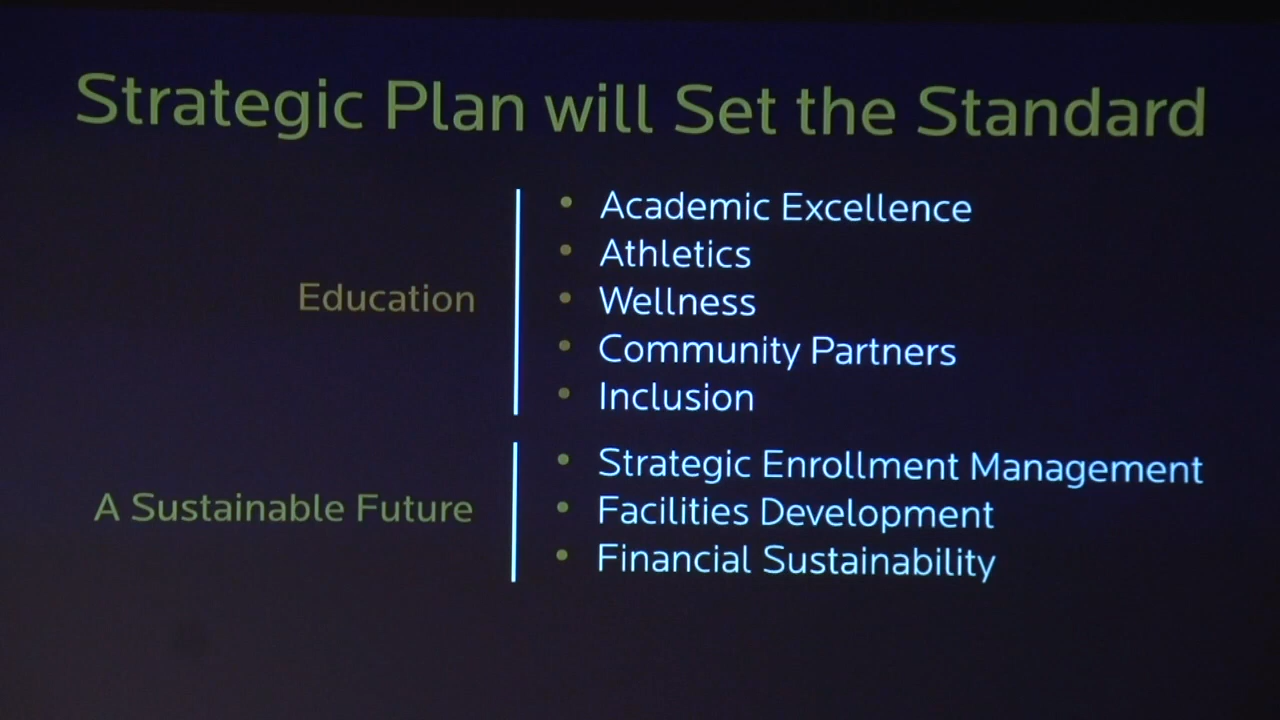 Strategic Plan will Set the Standard
Education
• Academic Excellence
• Athletics
• Wellness
• Community Partners
• Inclusion
A Sustainable Future
• Strategic Enrollment Management
• Facilities Development
• Financial Sustainability